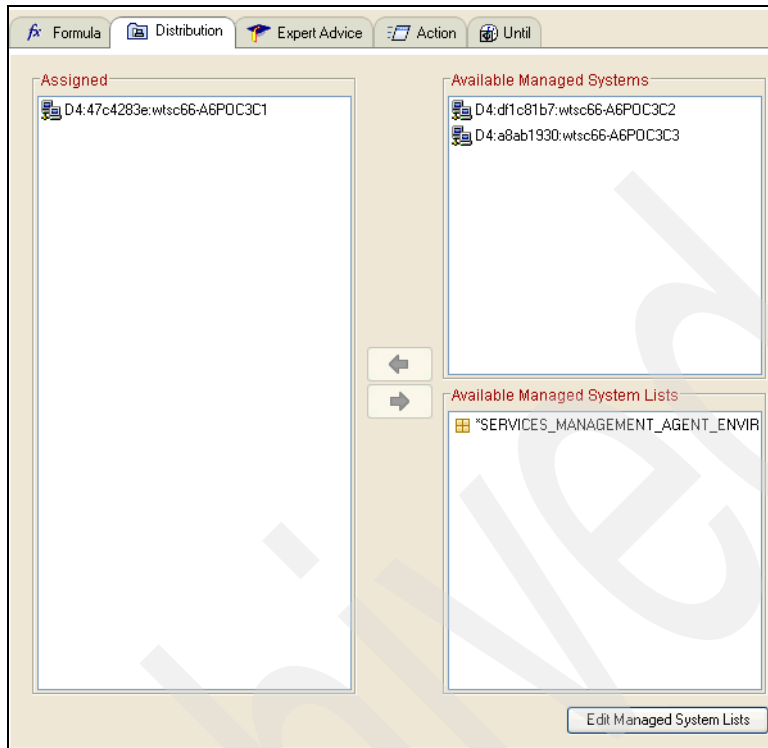 Formula Distribution Expert Advice Action Until
Assigned
D4:47c4283e:wtsc66-A6POC3C1
Available Managed Systems
D4:df1c81b7:wtsc66-A6POC3C2
D4:a8ab1930:wtsc66-A6POC3C3
Available Managed System Lists
*SERVICES_MANAGEMENT_AGENT_ENVIR
Edit Managed System Lists